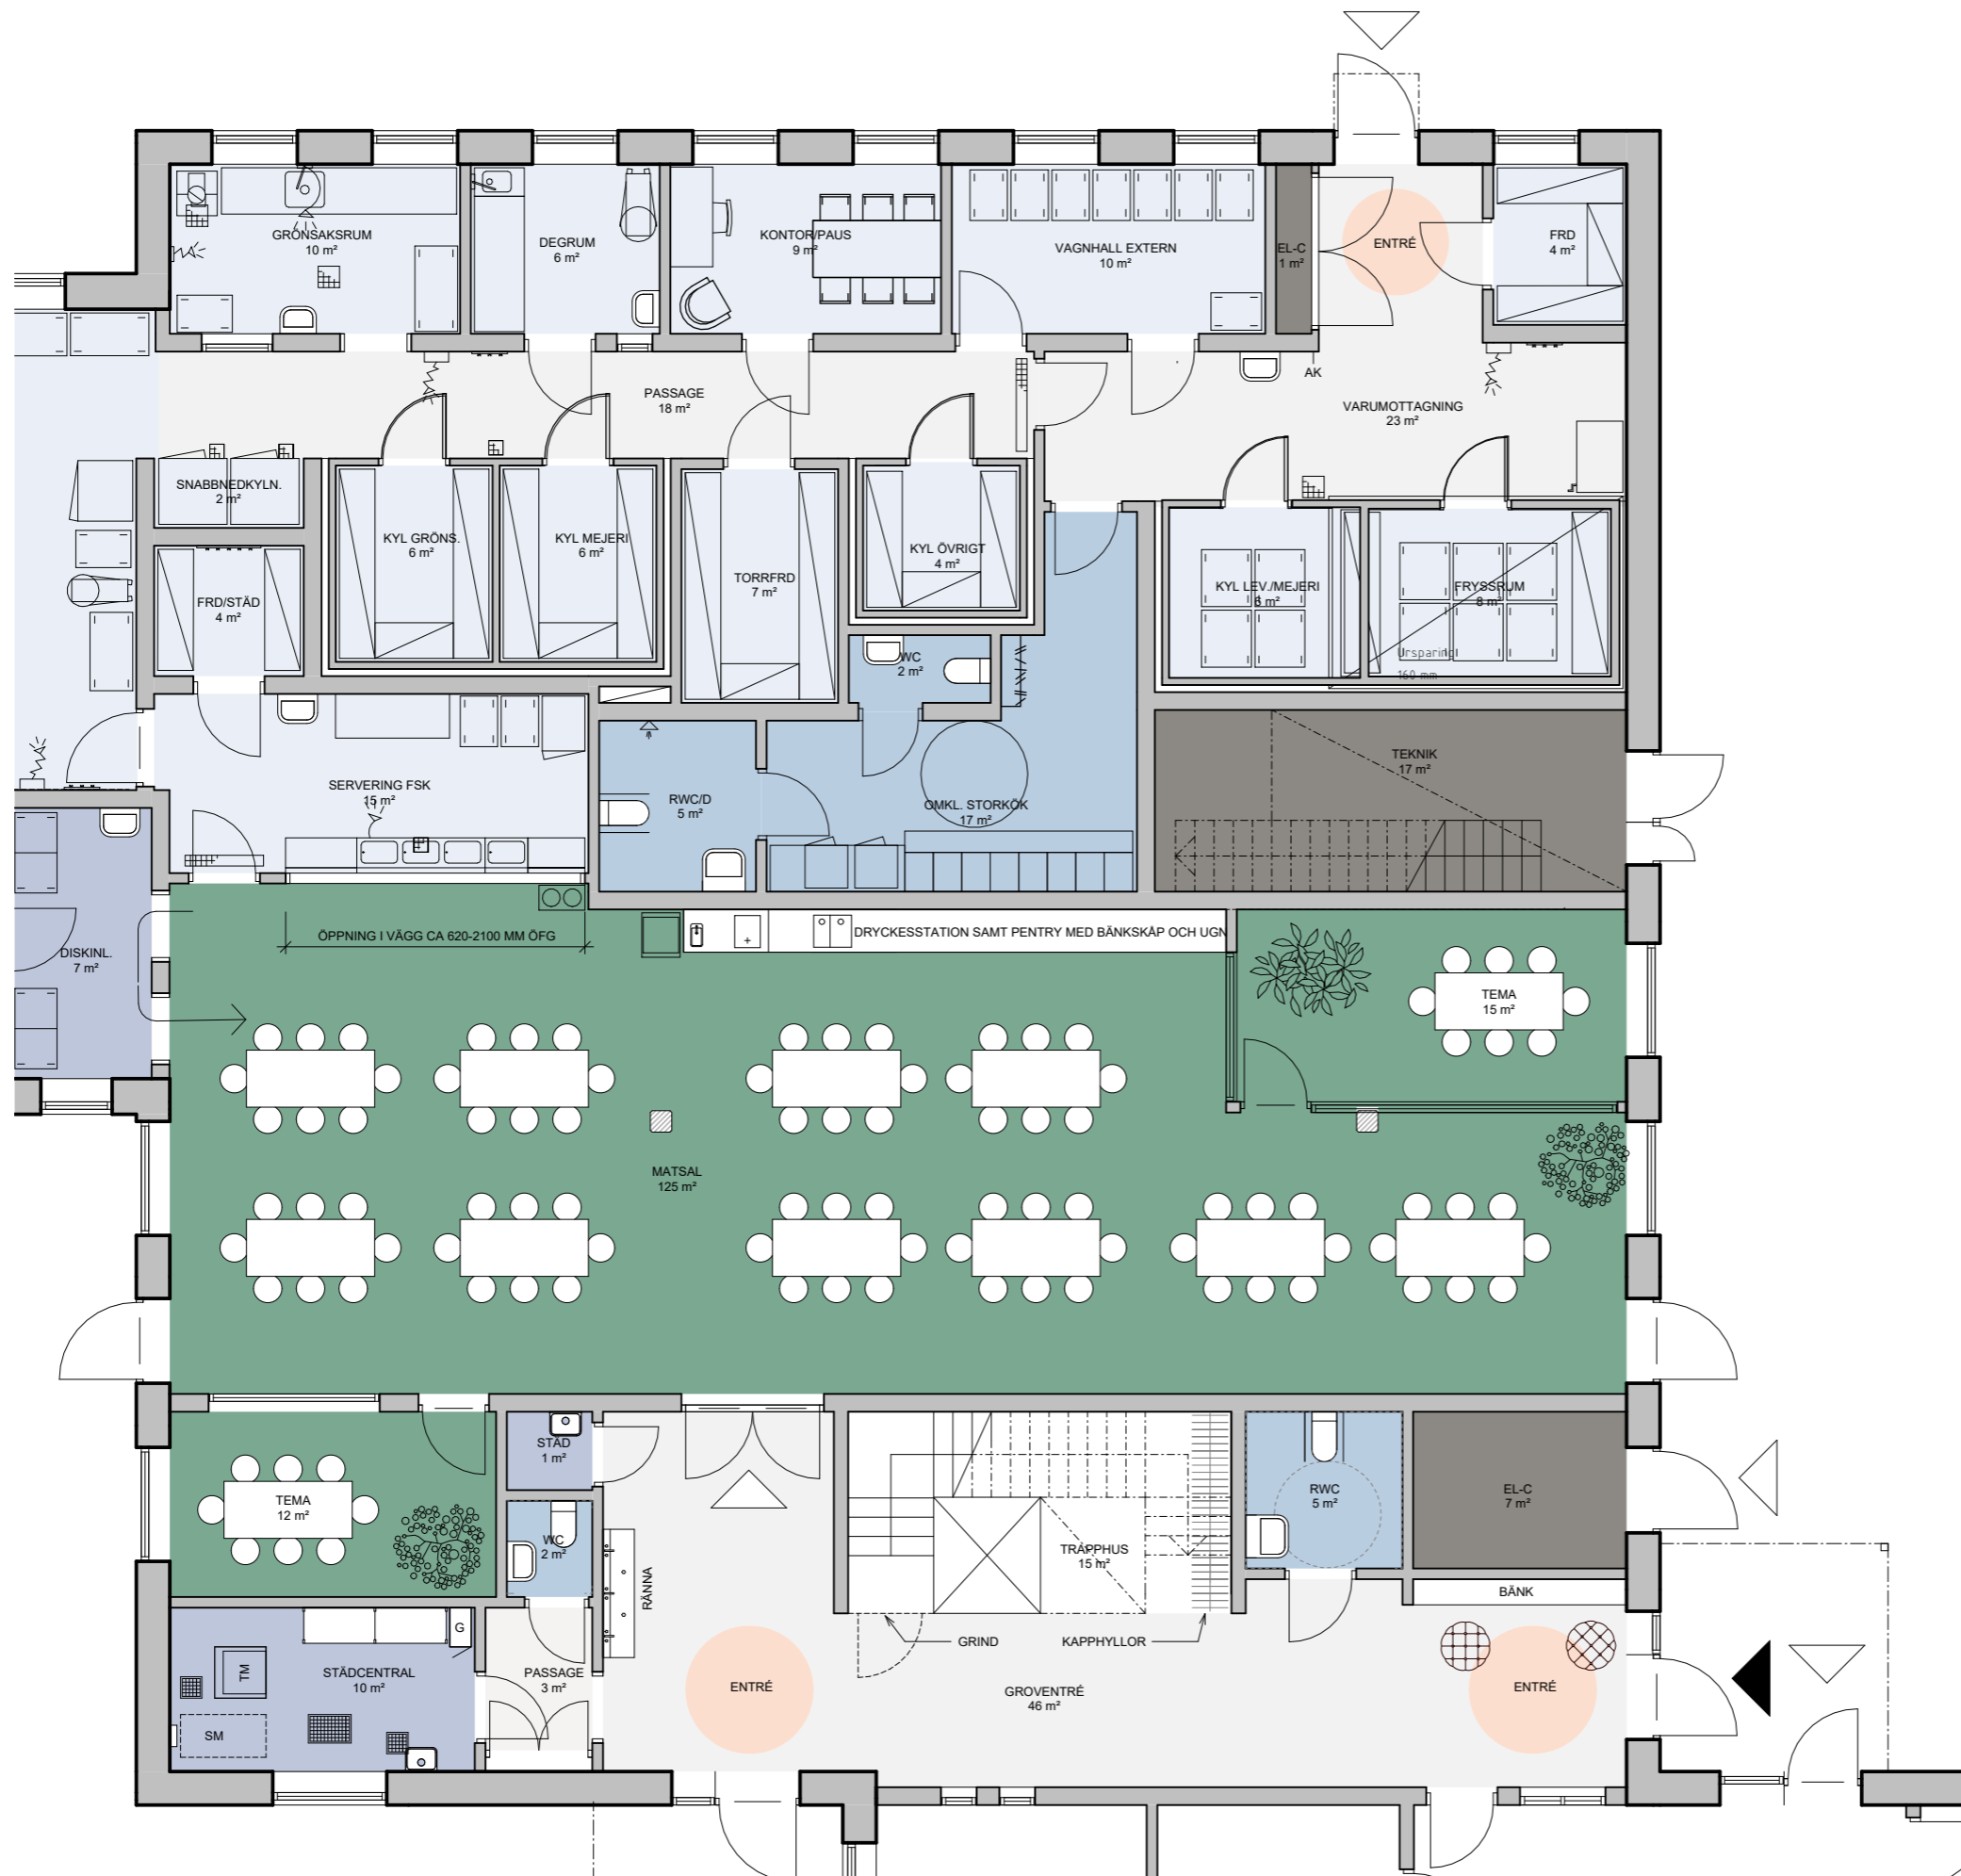 GRÖNSAKSRUM
10 m²
DEGRUM
6 m²
KONTOR/PAUS
9 m²
VAGNHALL EXTERN
10 m²
EL-C
1 m²
ENTRÉ
FRD
4 m²
PASSAGE
18 m²
AK
VARUMOTTAGNING
23 m²
SNABBNEDKYLN.
2 m²
KYL GRÖNS.
6 m²
KYL MEJERI
6 m²
TORRFRD
7 m²
KYL ÖVRIGT
4 m²
FRD/STÄD
4 m²
KYL LEV./MEJERI
6 m²
FRYSSRUM
8 m²
Ursparing
160 mm
WC
2 m²
SERVERING FSK
15 m²
RWC/D
5 m²
OMKL. STORKÖK
17 m²
TEKNIK
17 m²
ÖPPNING I VÄGG CA 620-2100 MM ÖFG
DRYCKESSTATION SAMT PENTRY MED BÄNKSKÅP OCH UGN
DISKINL.
7 m²
TEMA
15 m²
MATSAL
125 m²
STÄD
1 m²
TEMA
12 m²
WC
2 m²
RÄNNA
TRAPPHUS
15 m²
RWC
5 m²
EL-C
7 m²
BÄNK
G
GRIND
KAPPHYLLOR
TM
STÄDCENTRAL
10 m²
PASSAGE
3 m²
ENTRÉ
GROVENTRÉ
46 m²
ENTRÉ
SM